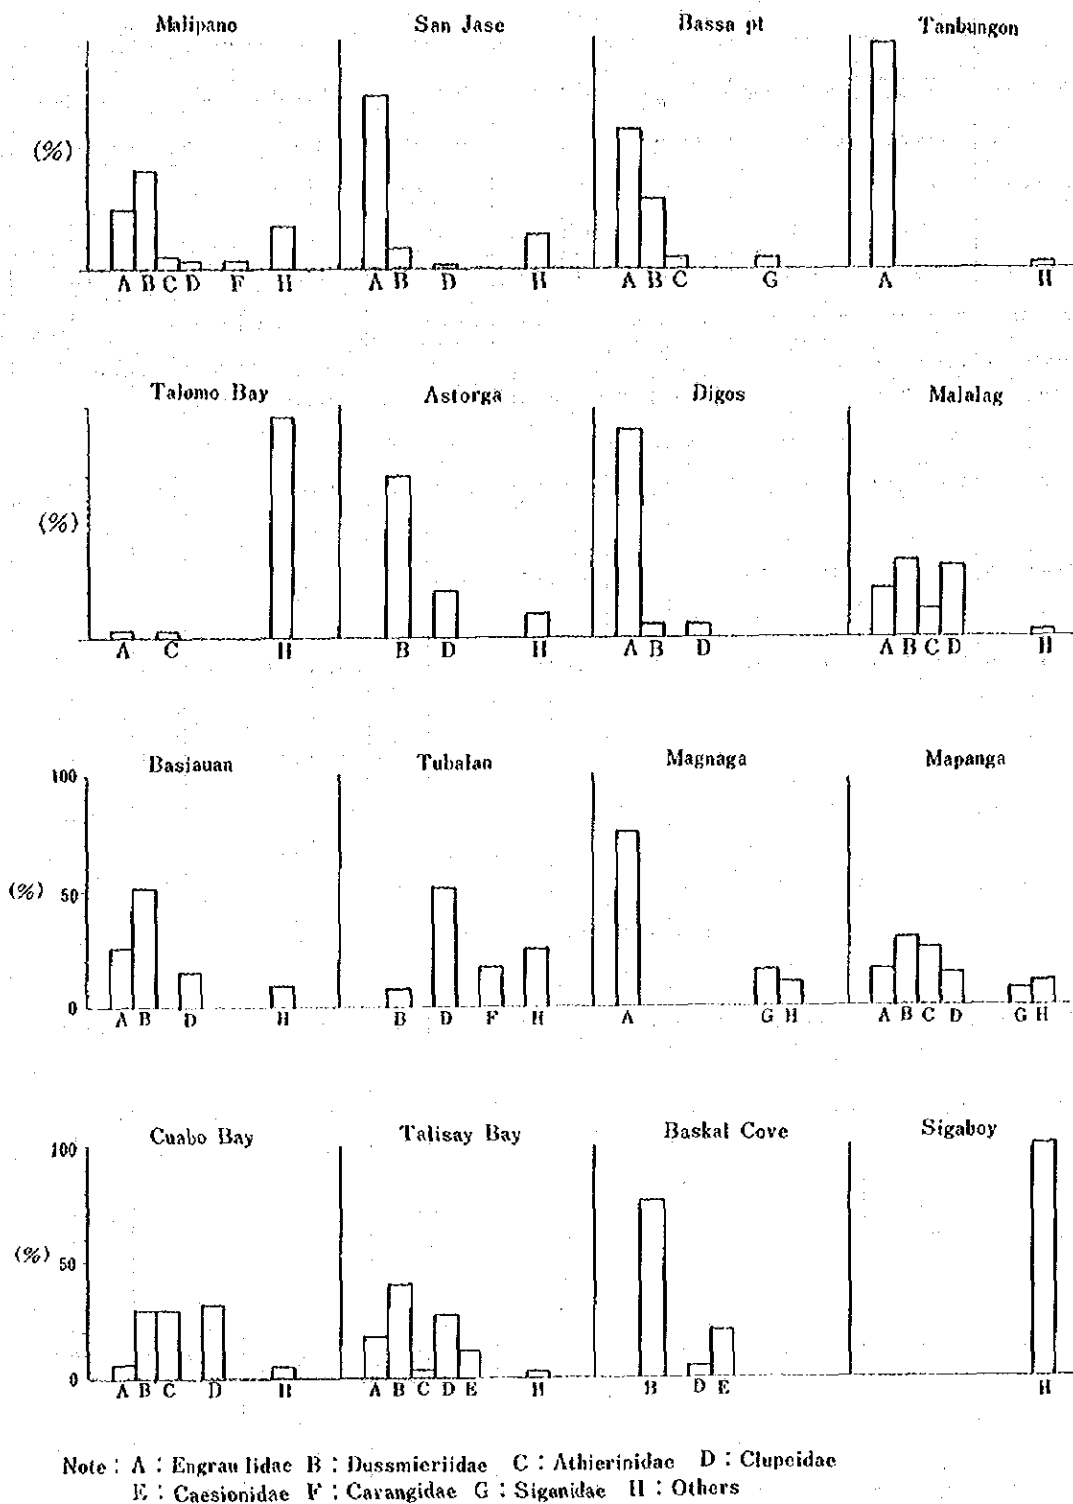 Malipano San Jase Bassa pt Tanbungon
(%)
A B C D F H A B D H A B C G A H
Talomo Bay Astorga Digos Malalag
(%)
A C H B D H A B D A B C D H
Basiauan Tubalan Magnaga Mapanga
100
(%) 50
0
A B D H B D F H A G H A B C D G H
Cuabo Bay Talisay Bay Baskal Cove Sigaboy
100
(%) 50
0
A B C D H A B C D E H B D E H
Note : A : Engraulidae B : Dussmieriidae C : Athierinidae D : Clupeidae
E : Caesionidae F : Carangidae G : Siganidae H : Others